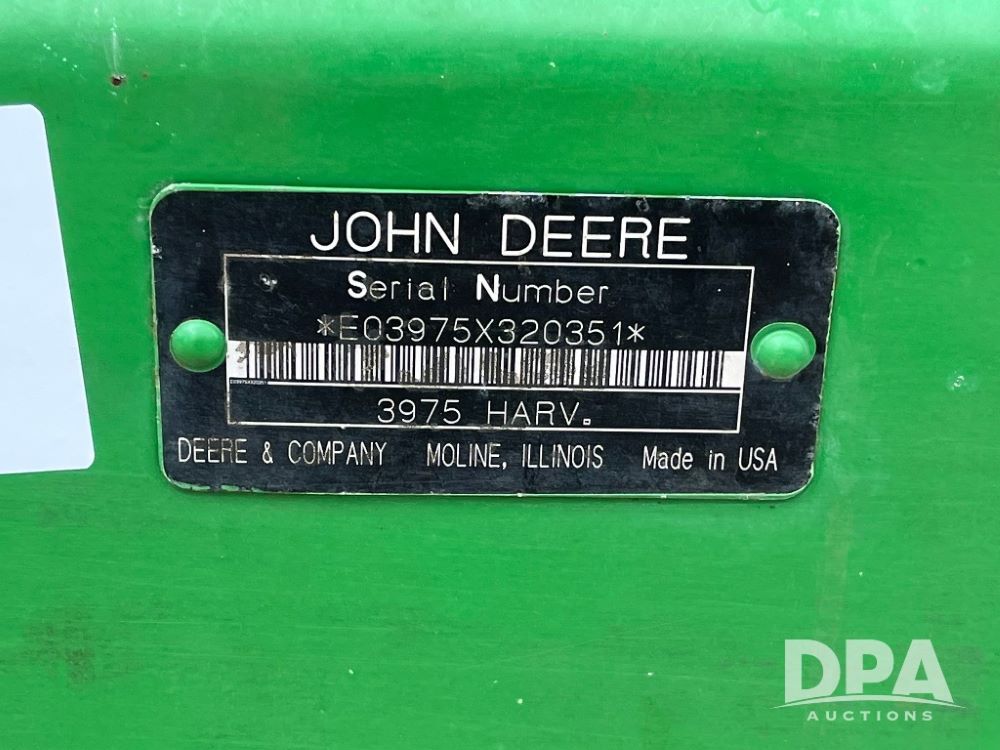 JOHN DEERE
Serial Number
*E03975X320351*
3975 HARV.
DEERE & COMPANY MOLINE, ILLINOIS Made in USA
DPA
AUCTIONS